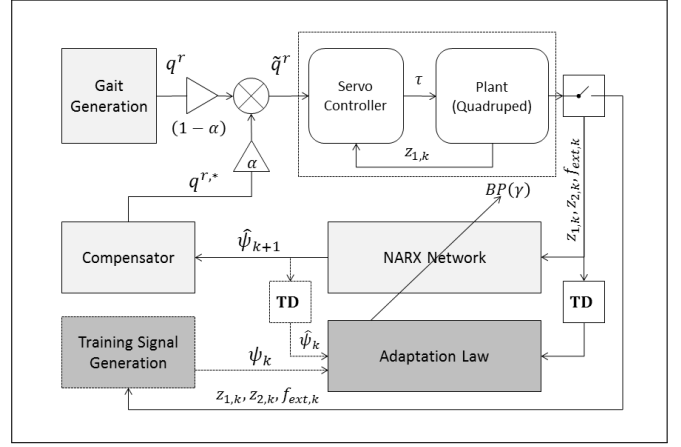 q^r
q̃^r
Gait
Generation
(1 − α)
Servo
Controller
τ
Plant
(Quadruped)
z_{1,k}
α
q^{r,*}
BP(γ)
z_{1,k}, z_{2,k}, f_{ext,k}
ψ̂_{k+1}
Compensator
NARX Network
TD
TD
ψ̂_k
Training Signal
Generation
ψ_k
Adaptation Law
z_{1,k}, z_{2,k}, f_{ext,k}